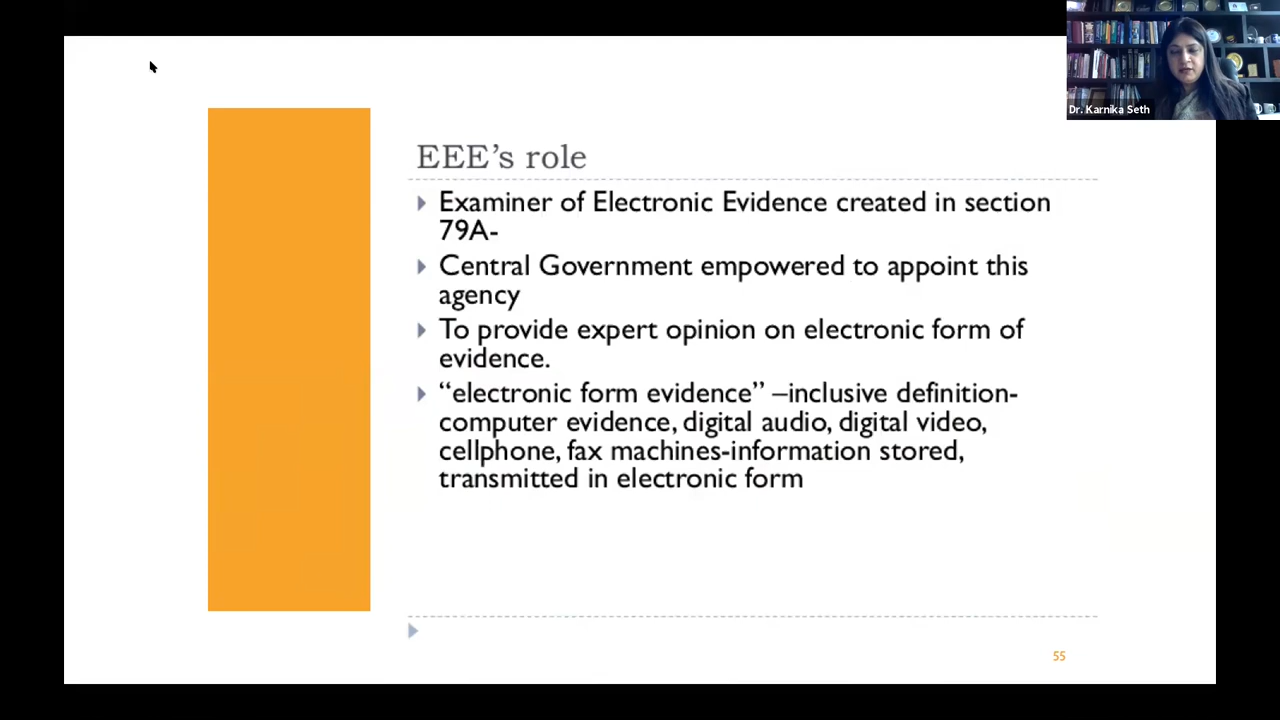 Dr. Karnika Seth
EEE's role
Examiner of Electronic Evidence created in section
79A-
Central Government empowered to appoint this
agency
To provide expert opinion on electronic form of
evidence.
“electronic form evidence” –inclusive definition-
computer evidence, digital audio, digital video,
cellphone, fax machines-information stored,
transmitted in electronic form
55